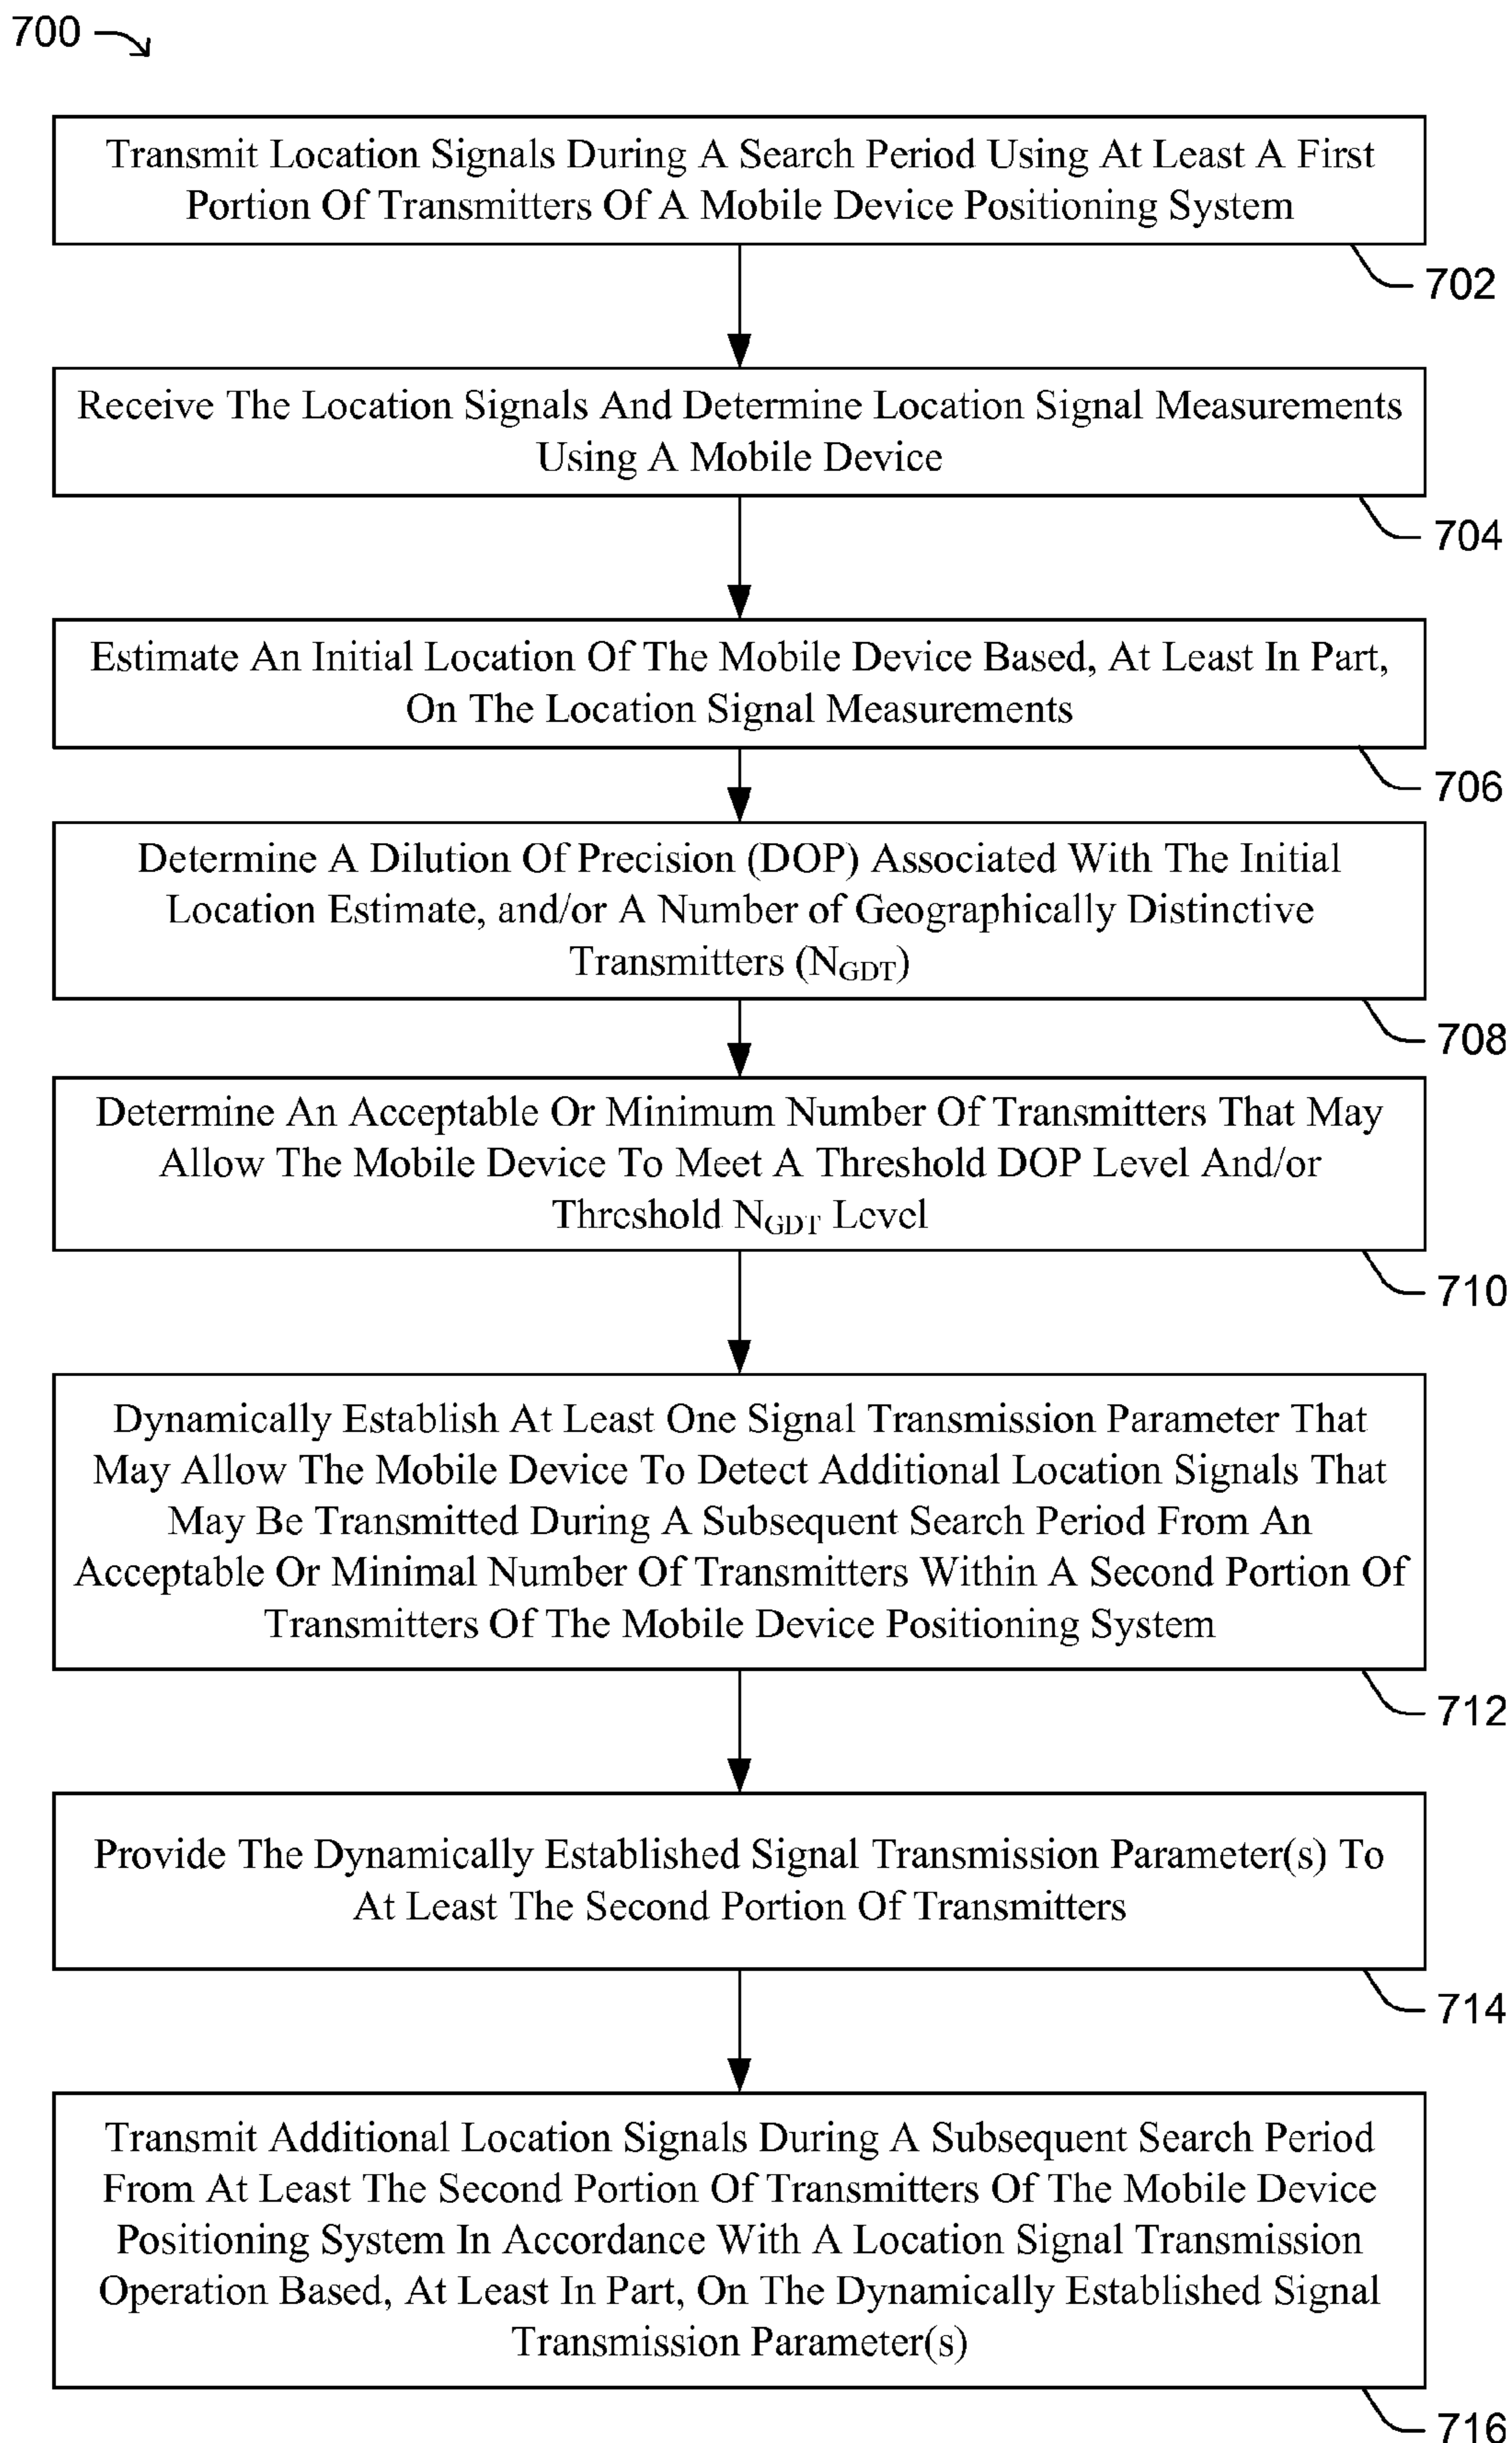 700
Transmit Location Signals During A Search Period Using At Least A First
Portion Of Transmitters Of A Mobile Device Positioning System
702
Receive The Location Signals And Determine Location Signal Measurements
Using A Mobile Device
704
Estimate An Initial Location Of The Mobile Device Based, At Least In Part,
On The Location Signal Measurements
706
Determine A Dilution Of Precision (DOP) Associated With The Initial
Location Estimate, and/or A Number of Geographically Distinctive
Transmitters (NGDT)
708
Determine An Acceptable Or Minimum Number Of Transmitters That May
Allow The Mobile Device To Meet A Threshold DOP Level And/or
Threshold NGDT Level
710
Dynamically Establish At Least One Signal Transmission Parameter That
May Allow The Mobile Device To Detect Additional Location Signals That
May Be Transmitted During A Subsequent Search Period From An
Acceptable Or Minimal Number Of Transmitters Within A Second Portion Of
Transmitters Of The Mobile Device Positioning System
712
Provide The Dynamically Established Signal Transmission Parameter(s) To
At Least The Second Portion Of Transmitters
714
Transmit Additional Location Signals During A Subsequent Search Period
From At Least The Second Portion Of Transmitters Of The Mobile Device
Positioning System In Accordance With A Location Signal Transmission
Operation Based, At Least In Part, On The Dynamically Established Signal
Transmission Parameter(s)
716